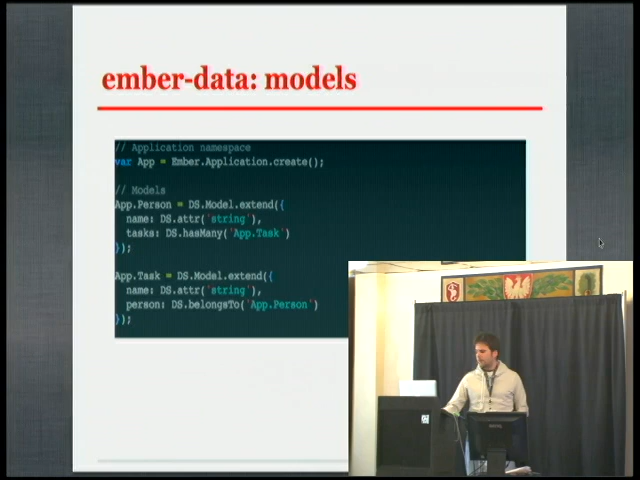 ember-data: models
// Application namespace
var App = Ember.Application.create();
// Models
App.Person = DS.Model.extend({
name: DS.attr('string'),
tasks: DS.hasMany('App.Task')
});
App.Task = DS.Model.extend({
name: DS.attr('string'),
person: DS.belongsTo('App.Person')
});